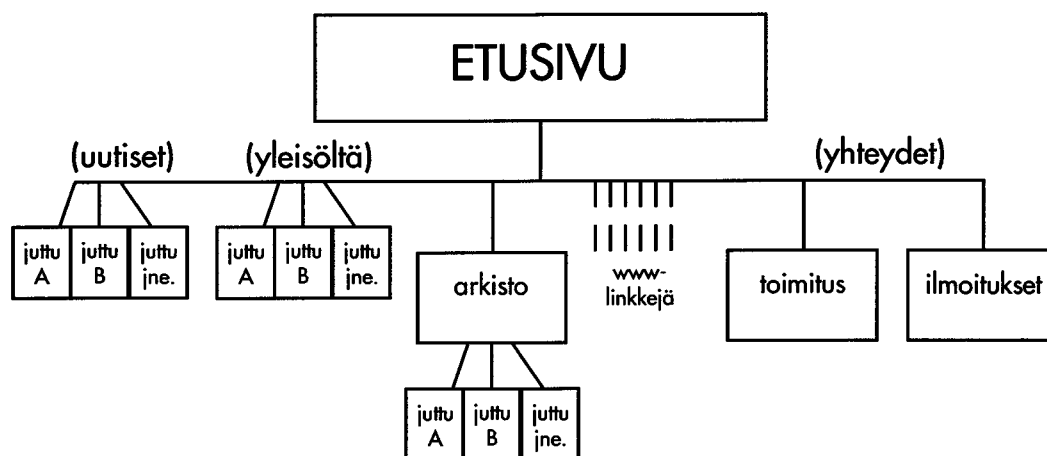 ETUSIVU
(uutiset)
(yleisöltä)
(yhteydet)
juttu
A
juttu
B
juttu
jne.
juttu
A
juttu
B
juttu
jne.
arkisto
www-
linkkejä
toimitus
ilmoitukset
juttu
A
juttu
B
juttu
jne.